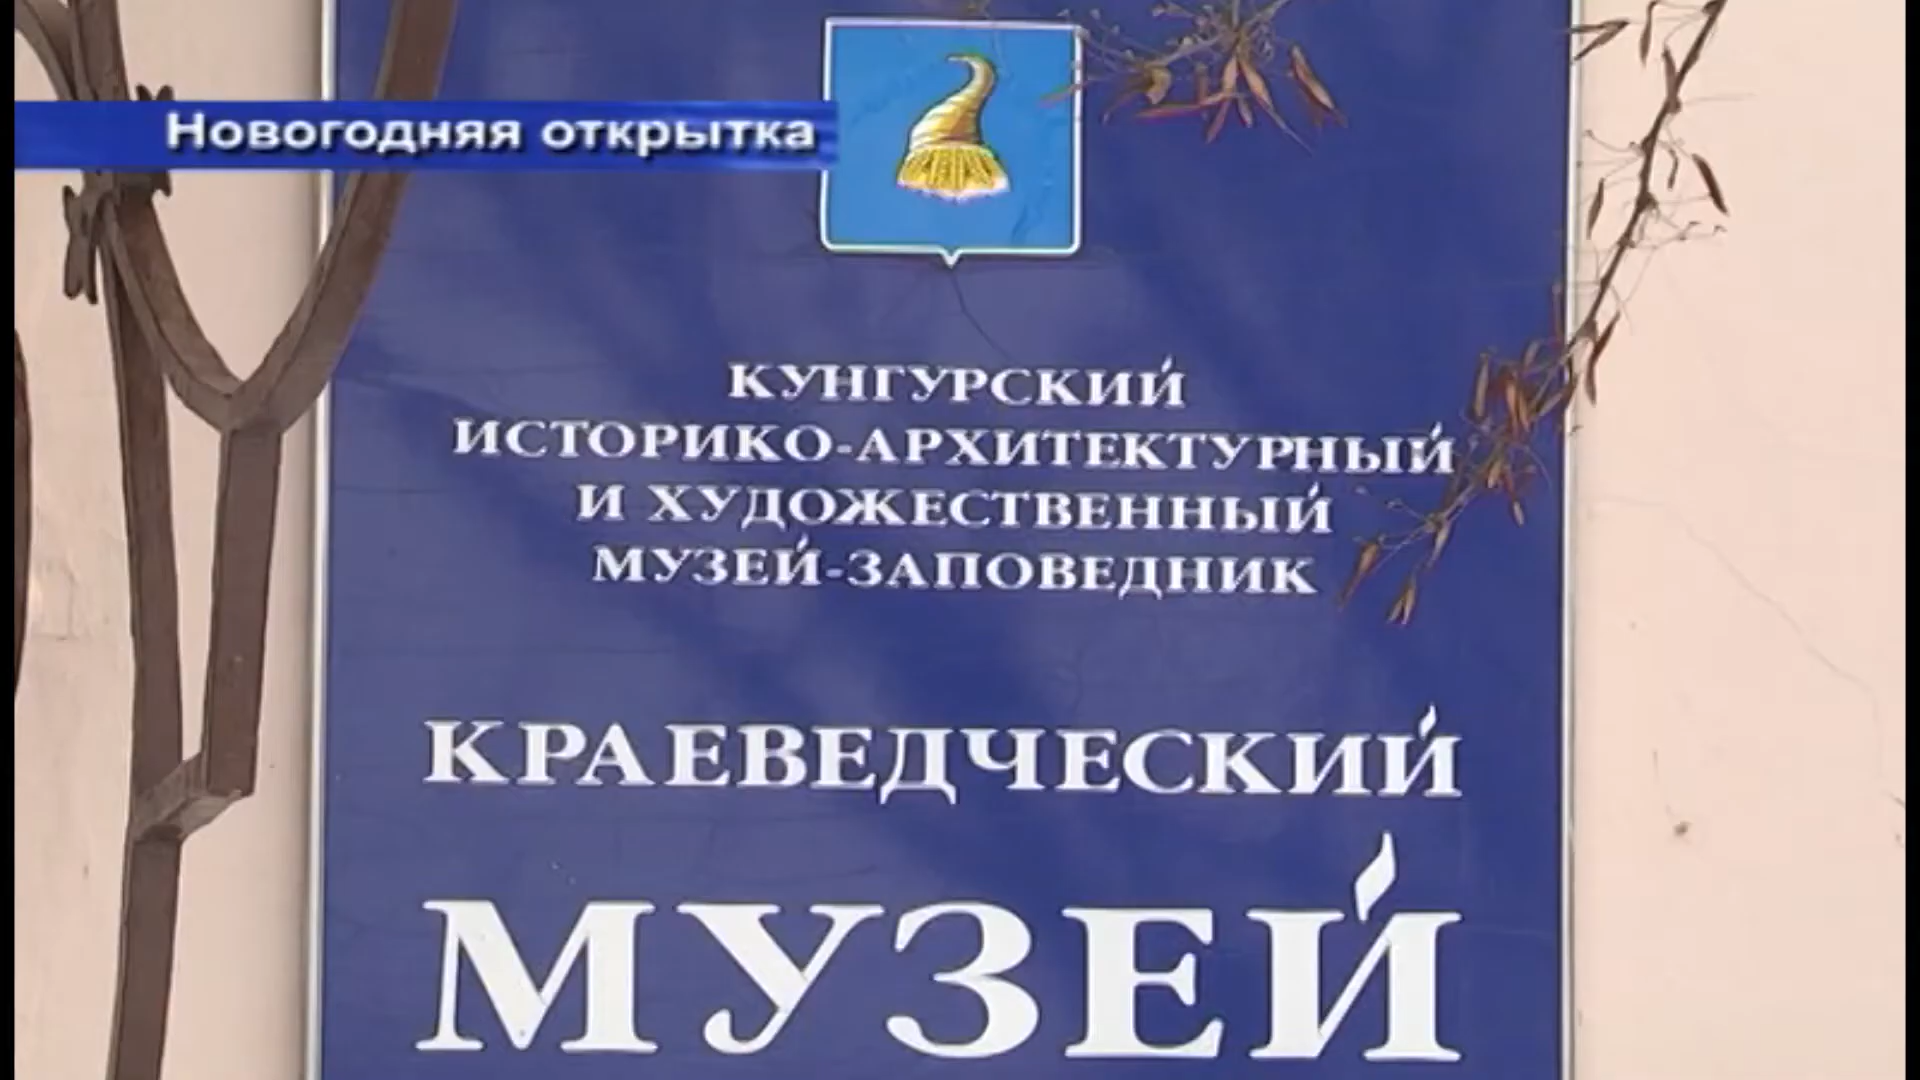 Новогодняя открытка
КУНГУРСКИЙ
ИСТОРИКО-АРХИТЕКТУРНЫЙ
И ХУДОЖЕСТВЕННЫЙ
МУЗЕЙ-ЗАПОВЕДНИК
КРАЕВЕДЧЕСКИЙ
МУЗЕЙ